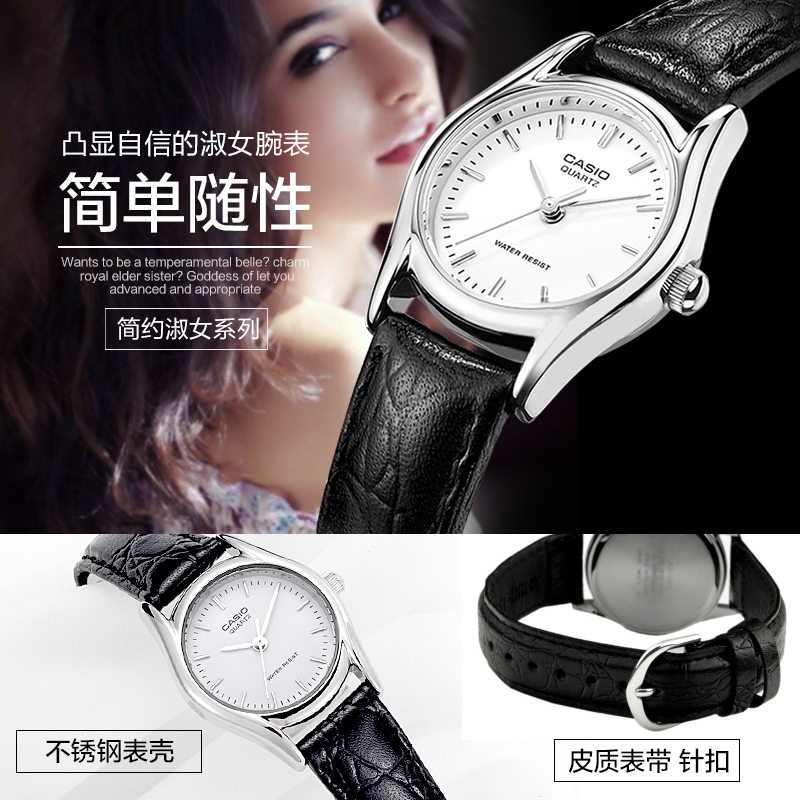 凸显自信的淑女腕表
简单随性
Wants to be a temperamental belle? charm
royal elder sister? Goddess of let you
advanced and appropriate
简约淑女系列
CASIO
QUARTZ
WATER RESIST
CASIO
QUARTZ
WATER RESIST
不锈钢表壳
皮质表带 针扣